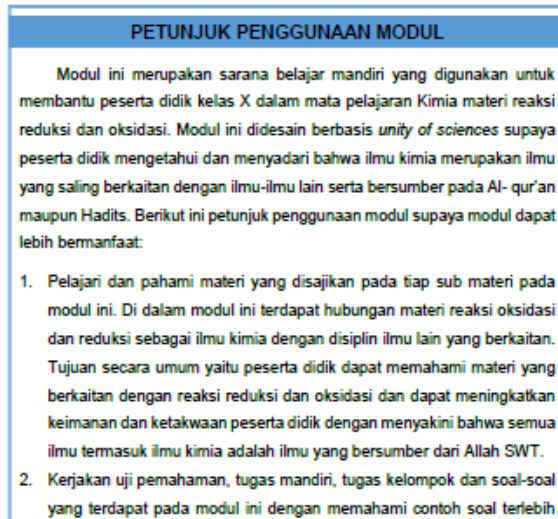 PETUNJUK PENGGUNAAN MODUL
Modul ini merupakan sarana belajar mandiri yang digunakan untuk
membantu peserta didik kelas X dalam mata pelajaran Kimia materi reaksi
reduksi dan oksidasi. Modul ini didesain berbasis unity of sciences supaya
peserta didik mengetahui dan menyadari bahwa ilmu kimia merupakan ilmu
yang saling berkaitan dengan ilmu-ilmu lain serta bersumber pada Al- qur'an
maupun Hadits. Berikut ini petunjuk penggunaan modul supaya modul dapat
lebih bermanfaat:
1. Pelajari dan pahami materi yang disajikan pada tiap sub materi pada
modul ini. Di dalam modul ini terdapat hubungan materi reaksi oksidasi
dan reduksi sebagai ilmu kimia dengan disiplin ilmu lain yang berkaitan.
Tujuan secara umum yaitu peserta didik dapat memahami materi yang
berkaitan dengan reaksi reduksi dan oksidasi dan dapat meningkatkan
keimanan dan ketakwaan peserta didik dengan menyakini bahwa semua
ilmu termasuk ilmu kimia adalah ilmu yang bersumber dari Allah SWT.
2. Kerjakan uji pemahaman, tugas mandiri, tugas kelompok dan soal-soal
yang terdapat pada modul ini dengan memahami contoh soal terlebih